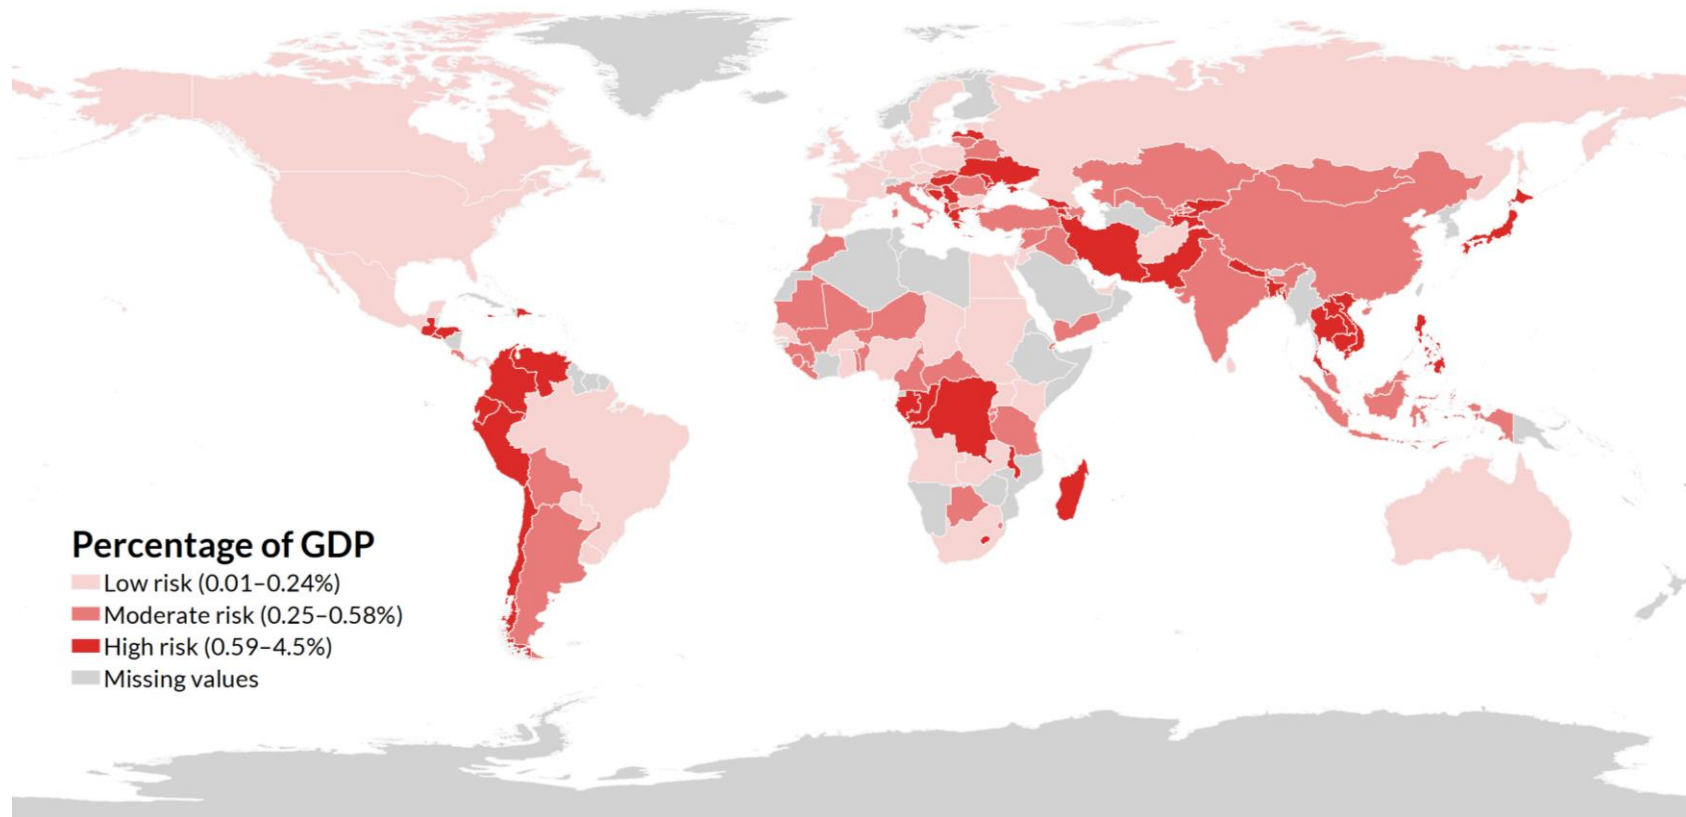 Percentage of GDP
Low risk (0.01–0.24%)
Moderate risk (0.25–0.58%)
High risk (0.59–4.5%)
Missing values